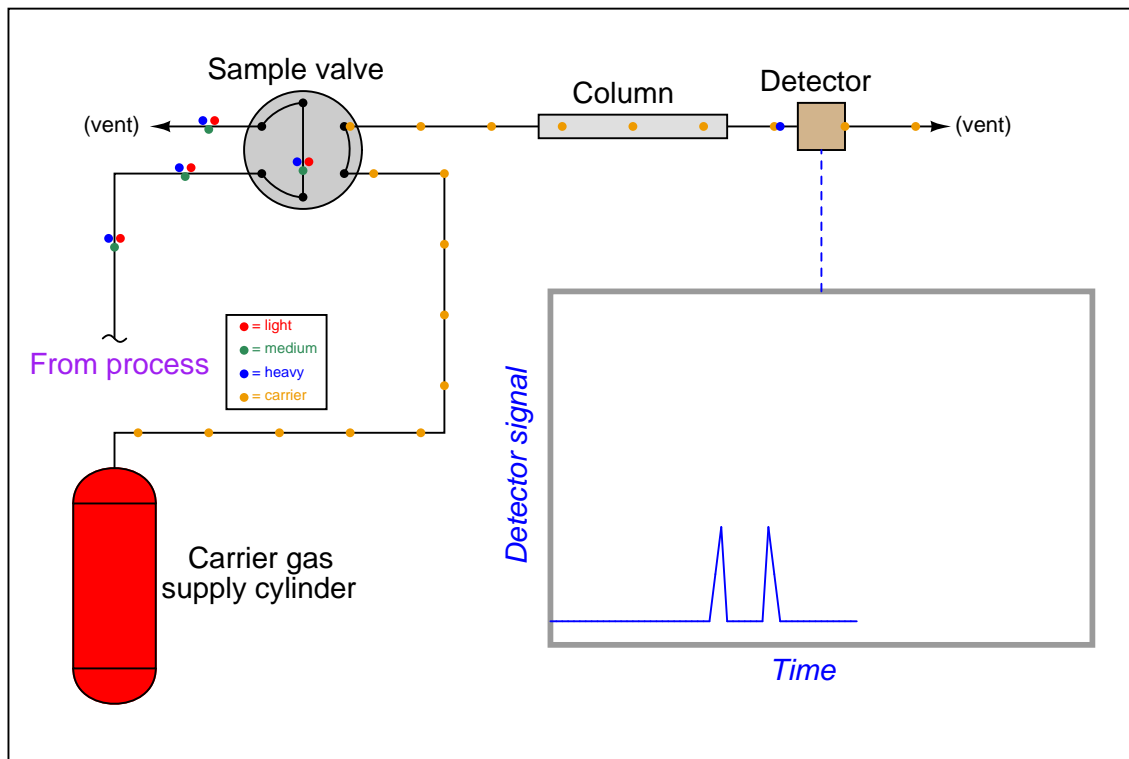 Sample valve
Column
Detector
(vent)
(vent)
= light
= medium
= heavy
= carrier
From process
Detector signal
Carrier gas
supply cylinder
Time